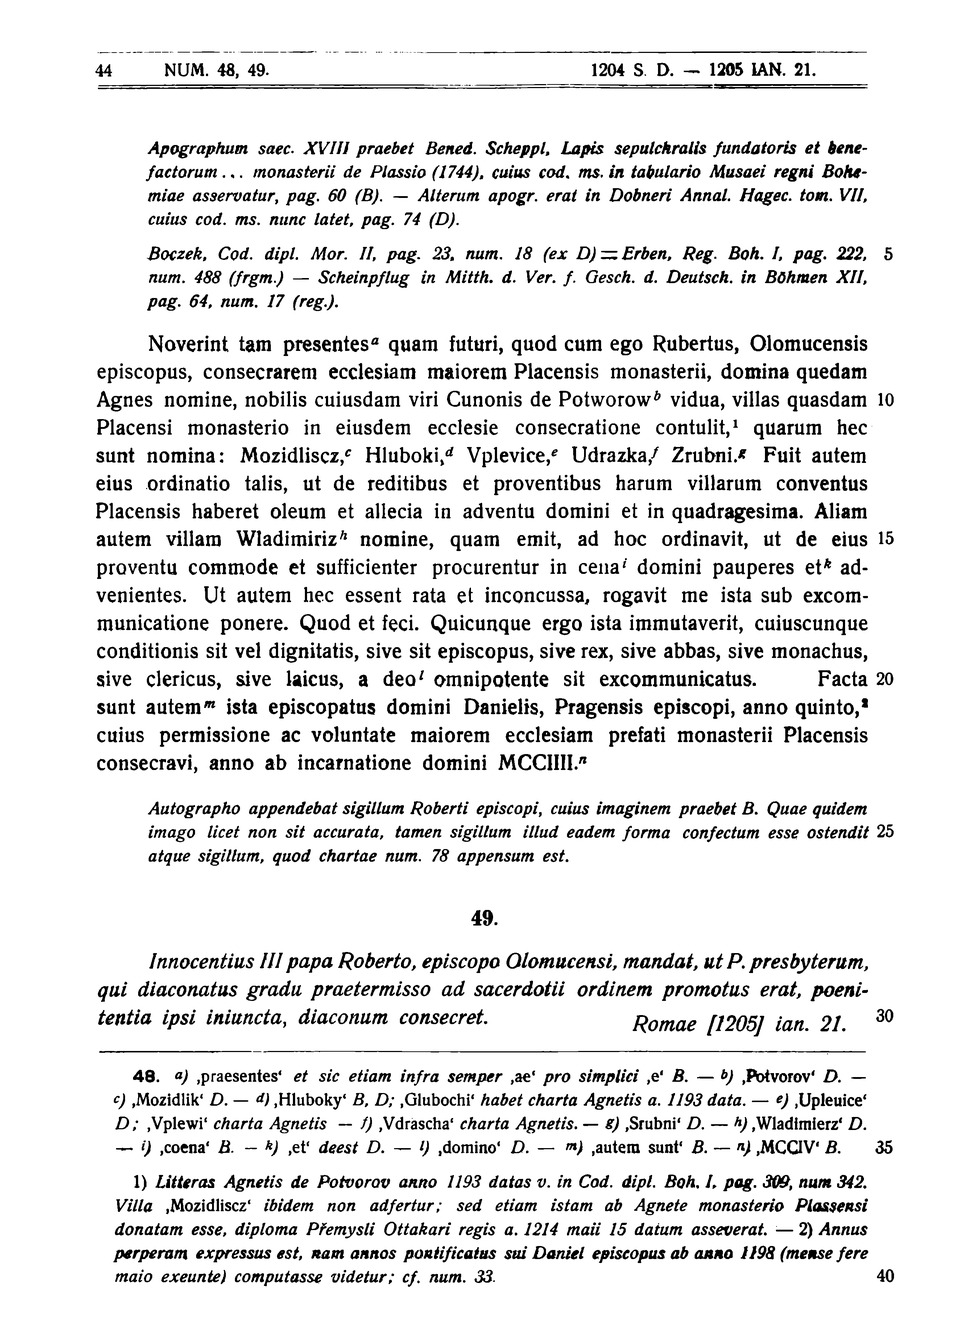 44 NUM. 48, 49. 1204 S. D. — 1205 IAN. 21.
Apographum saec. XVIII praebet Bened. Scheppl, Lapis sepulchralis fundatoris et bene-
factorum... monasterii de Plassio (1744), cuius cod. ms. in tabulario Musaei regni Bohe-
miae asservatur, pag. 60 (B). — Alterum apogr. erat in Dobneri Annal. Hagec. tom. VII,
cuius cod. ms. nunc latet, pag. 74 (D).
Boczek, Cod. dipl. Mor. II, pag. 23, num. 18 (ex D) = Erben, Reg. Boh. I, pag. 222, 5
num. 488 (frgm.) — Scheinpflug in Mitth. d. Ver. f. Gesch. d. Deutsch. in Böhmen XII,
pag. 64, num. 17 (reg.).
Noverint tam presentesᵃ quam futuri, quod cum ego Rubertus, Olomucensis
episcopus, consecrarem ecclesiam maiorem Placensis monasterii, domina quedam
Agnes nomine, nobilis cuiusdam viri Cunonis de Potworowᵇ vidua, villas quasdam 10
Placensi monasterio in eiusdem ecclesie consecratione contulit,¹ quarum hec
sunt nomina: Mozidliscz,ᶜ Hluboki,ᵈ Vplevice,ᵉ Udrazka,ᶠ Zrubni.ᵍ Fuit autem
eius ordinatio talis, ut de reditibus et proventibus harum villarum conventus
Placensis haberet oleum et allecia in adventu domini et in quadragesima. Aliam
autem villam Wladimirizʰ nomine, quam emit, ad hoc ordinavit, ut de eius 15
proventu commode et sufficienter procurentur in cenaⁱ domini pauperes etᵏ ad-
venientes. Ut autem hec essent rata et inconcussa, rogavit me ista sub excom-
municatione ponere. Quod et feci. Quicunque ergo ista immutaverit, cuiuscunque
conditionis sit vel dignitatis, sive sit episcopus, sive rex, sive abbas, sive monachus,
sive clericus, sive laicus, a deoˡ omnipotente sit excommunicatus. Facta 20
sunt autemᵐ ista episcopatus domini Danielis, Pragensis episcopi, anno quinto,²
cuius permissione ac voluntate maiorem ecclesiam prefati monasterii Placensis
consecravi, anno ab incarnatione domini MCCIIII.ⁿ
Autographo appendebat sigillum Roberti episcopi, cuius imaginem praebet B. Quae quidem
imago licet non sit accurata, tamen sigillum illud eadem forma confectum esse ostendit 25
atque sigillum, quod chartae num. 78 appensum est.
49.
Innocentius III papa Roberto, episcopo Olomucensi, mandat, ut P. presbyterum,
qui diaconatus gradu praetermisso ad sacerdotii ordinem promotus erat, poeni-
tentia ipsi iniuncta, diaconum consecret. Romae [1205] ian. 21. 30
48. a) ‚praesentes‘ et sic etiam infra semper ‚ae‘ pro simplici ‚e‘ B. — b) ‚Potvorov‘ D. —
c) ‚Mozidlik‘ D. — d) ‚Hluboky‘ B, D; ‚Glubochi‘ habet charta Agnetis a. 1193 data. — e) ‚Upleuice‘
D; ‚Vplewi‘ charta Agnetis — f) ‚Vdrascha‘ charta Agnetis. — g) ‚Srubni‘ D. — h) ‚Wladimierz‘ D.
— i) ‚coena‘ B. — k) ‚et‘ deest D. — l) ‚domino‘ D. — m) ‚autem sunt‘ B. — n) ‚MCCIV‘ B. 35
1) Litteras Agnetis de Potvorov anno 1193 datas v. in Cod. dipl. Boh. I, pag. 309, num 342.
Villa ‚Mozidliscz‘ ibidem non adfertur; sed etiam istam ab Agnete monasterio Plassensi
donatam esse, diploma Přemysli Ottakari regis a. 1214 maii 15 datum asseverat. — 2) Annus
perperam expressus est, nam annos pontificatus sui Daniel episcopus ab anno 1198 (mense fere
maio exeunte) computasse videtur; cf. num. 33. 40